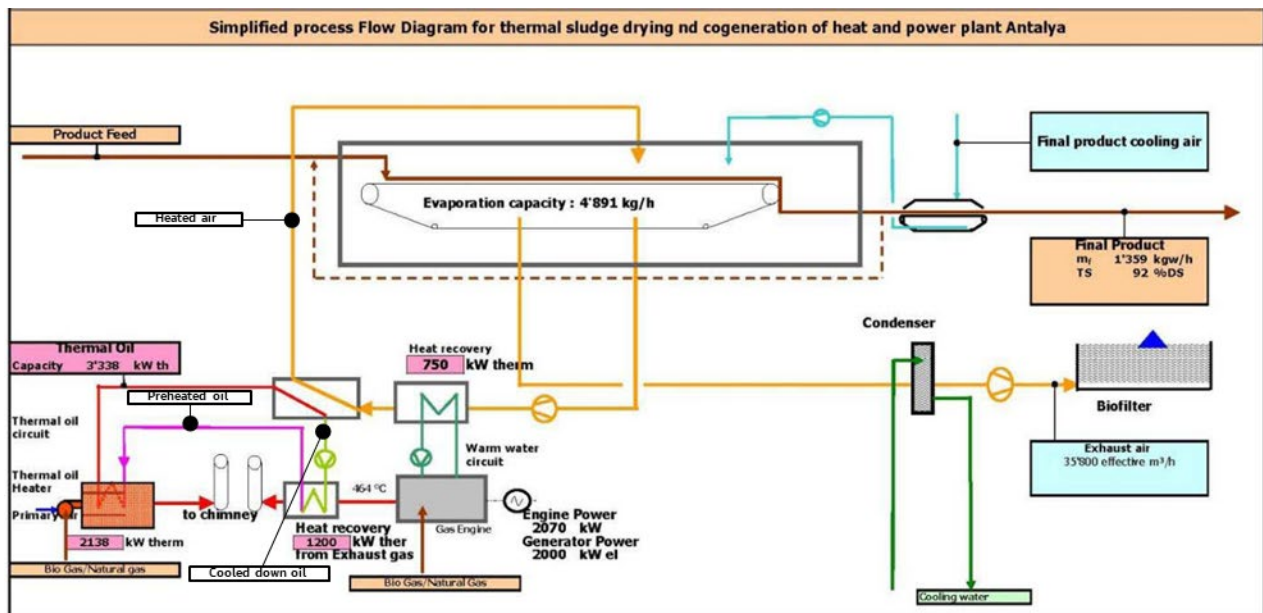 Simplified process Flow Diagram for thermal sludge drying nd cogeneration of heat and power plant Antalya
Product Feed
Final product cooling air
Evaporation capacity : 4'891 kg/h
Heated air
Final Product
mf 1'359 kgw/h
TS 92 %DS
Condenser
Thermal Oil
Capacity 3'338 kW th
Heat recovery
750 kW therm
Preheated oil
Biofilter
Thermal oil
circuit
Warm water
circuit
Exhaust air
35'800 effective m³/h
Thermal oil
Heater
464 °C
Primary air
to chimney
Gas Engine
Engine Power
2070 kW
Generator Power
2000 kW el
Heat recovery
1200 kW ther
from Exhaust gas
2138 kW therm
Bio Gas/Natural gas
Cooled down oil
Bio Gas/Natural Gas
Cooling water